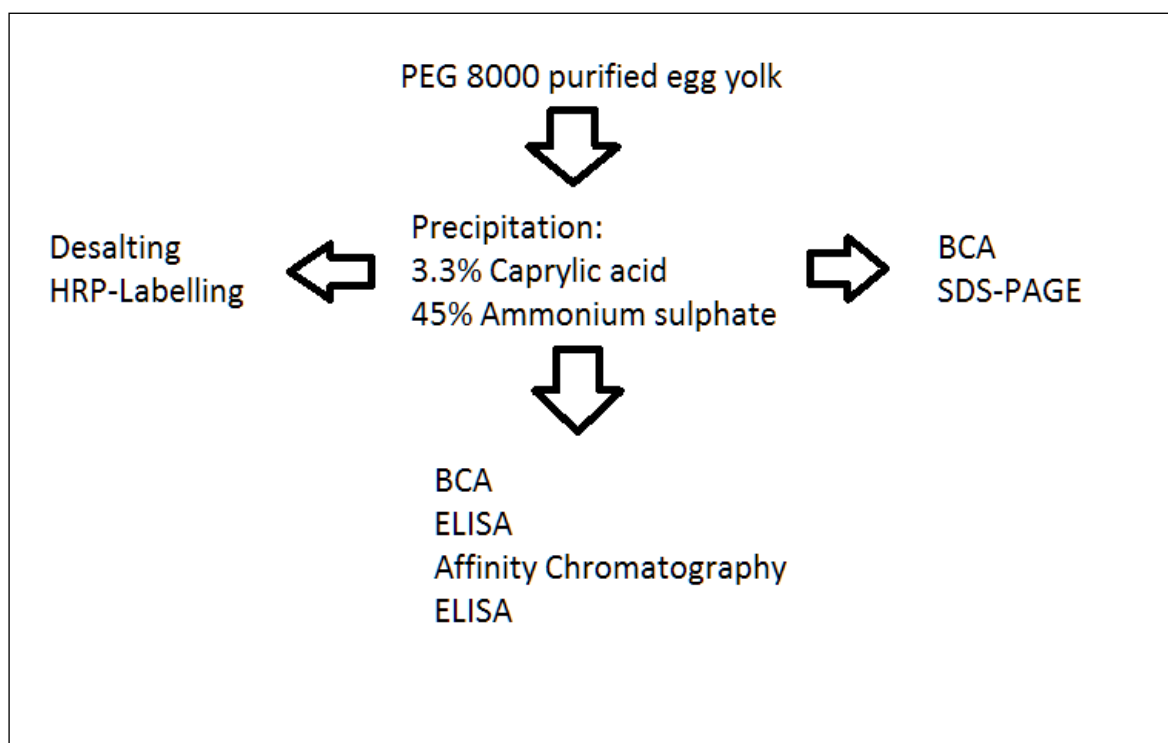 PEG 8000 purified egg yolk
Desalting
HRP-Labelling
Precipitation:
3.3% Caprylic acid
45% Ammonium sulphate
BCA
SDS-PAGE
BCA
ELISA
Affinity Chromatography
ELISA